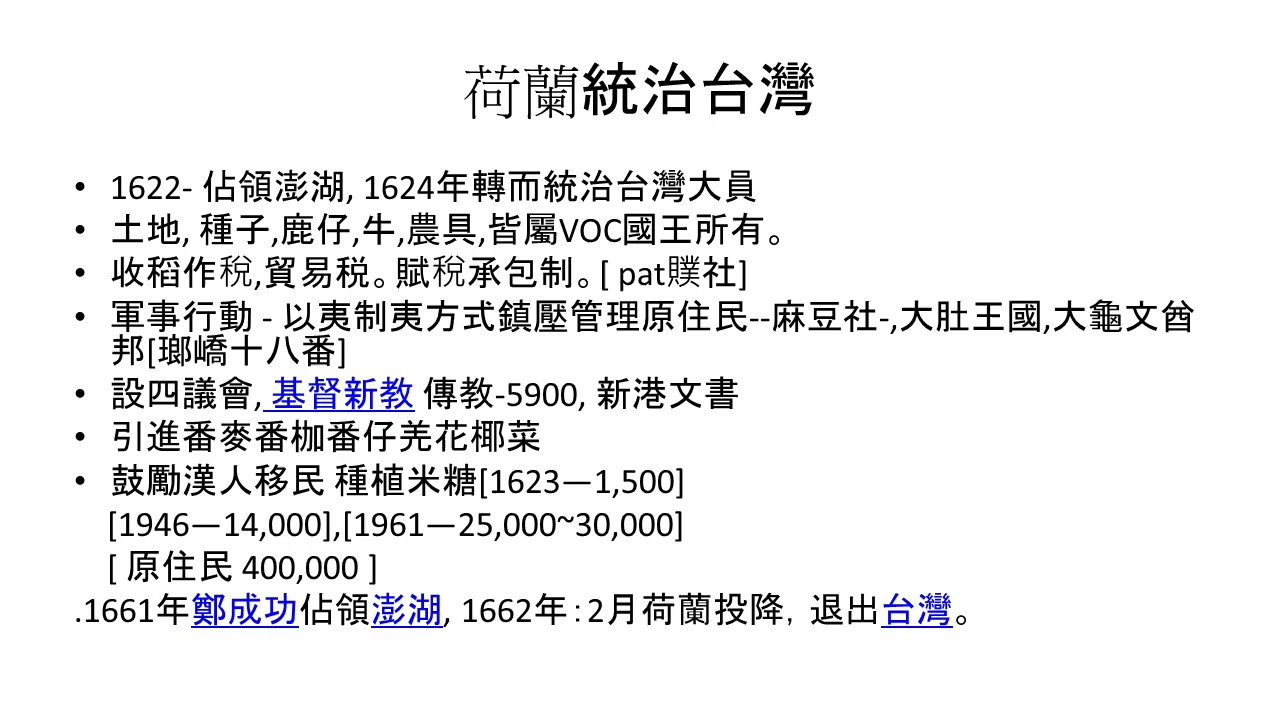 荷蘭統治台灣
• 1622- 佔領澎湖, 1624年轉而統治台灣大員
• 土地, 種子,鹿仔,牛,農具,皆屬VOC國王所有。
• 收稻作稅,貿易税。賦稅承包制。[ pat贌社]
• 軍事行動 - 以夷制夷方式鎮壓管理原住民--麻豆社-,大肚王國,大龜文酋
邦[瑯嶠十八番]
• 設四議會, 基督新教 傳教-5900, 新港文書
• 引進番麥番枷番仔羌花椰菜
• 鼓勵漢人移民 種植米糖[1623—1,500]
[1946—14,000],[1961—25,000~30,000]
[ 原住民 400,000 ]
.1661年鄭成功佔領澎湖, 1662年：2月荷蘭投降，退出台灣。